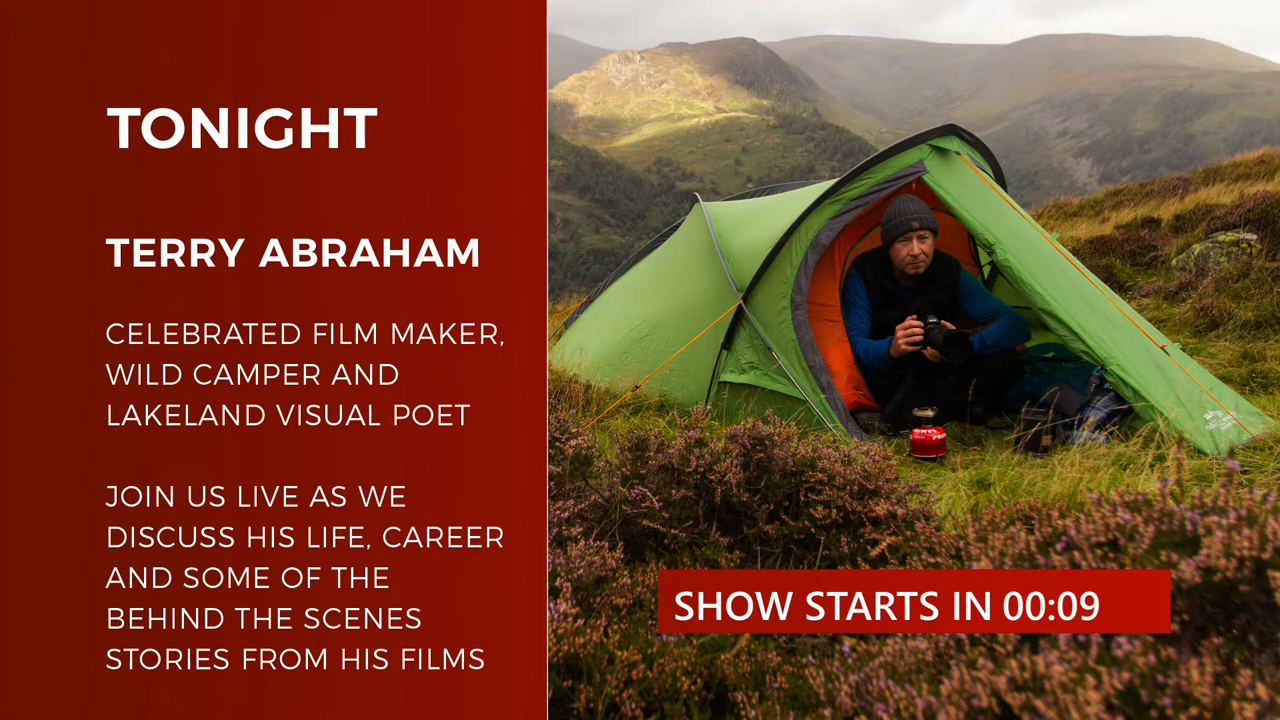 TONIGHT
TERRY ABRAHAM
CELEBRATED FILM MAKER,
WILD CAMPER AND
LAKELAND VISUAL POET
JOIN US LIVE AS WE
DISCUSS HIS LIFE, CAREER
AND SOME OF THE
BEHIND THE SCENES
STORIES FROM HIS FILMS
SHOW STARTS IN 00:09